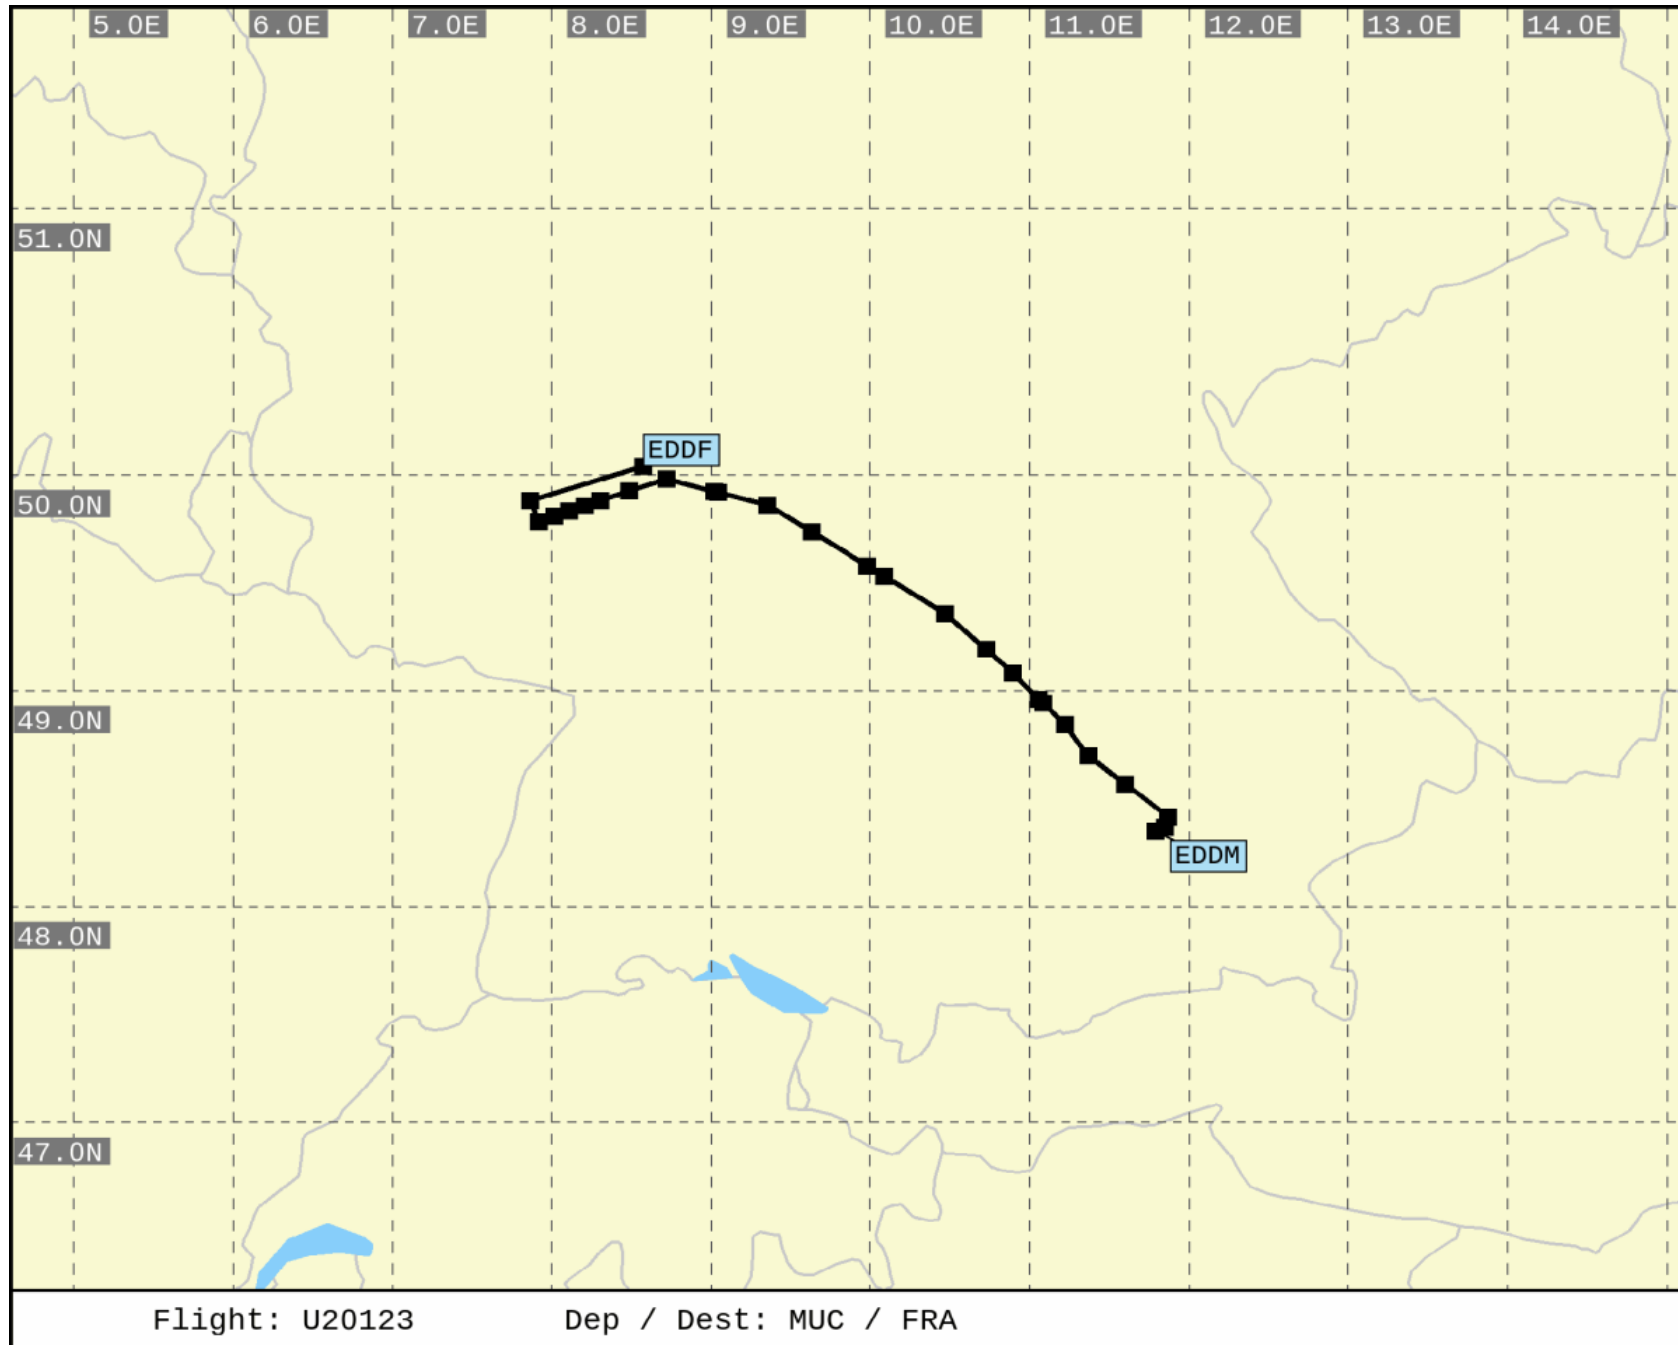 5.0E 6.0E 7.0E 8.0E 9.0E 10.0E 11.0E 12.0E 13.0E 14.0E
51.0N
EDDF
50.0N
49.0N
EDDM
48.0N
47.0N
Flight: U20123 Dep / Dest: MUC / FRA